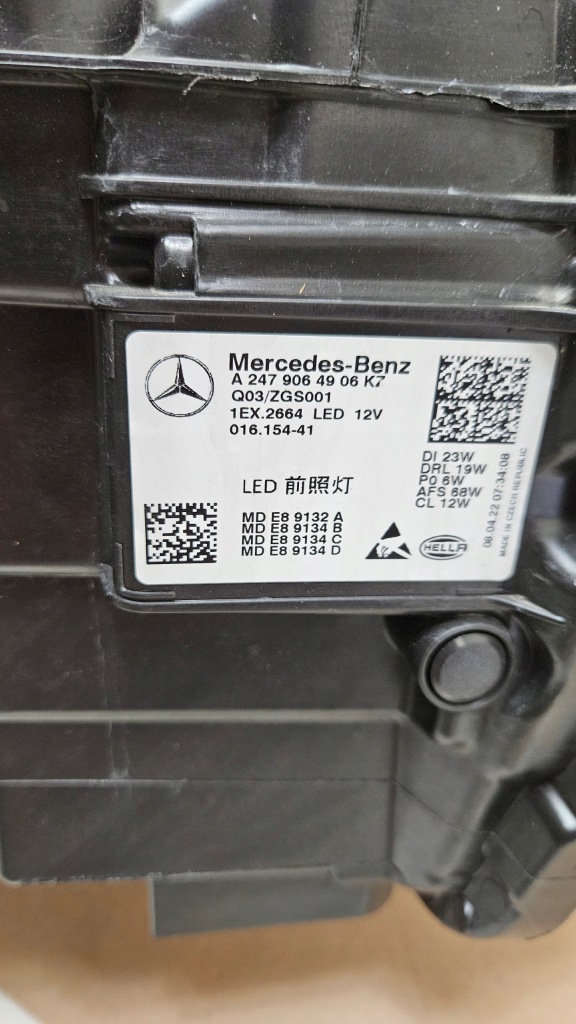 Mercedes-Benz
A 247 906 49 06 KZ
Q03/ZGS001
1EX.2664 LED 12V
016.154-41
DI 23W
DRL 19W
PO 6W
AFS 68W
CL 12W
08.04.22 07:34:08
MADE IN CZECH REPUBLIC
LED 前照灯
MD E8 9132 A
MD E8 9134 B
MD E8 9134 C
MD E8 9134 D
HELLA